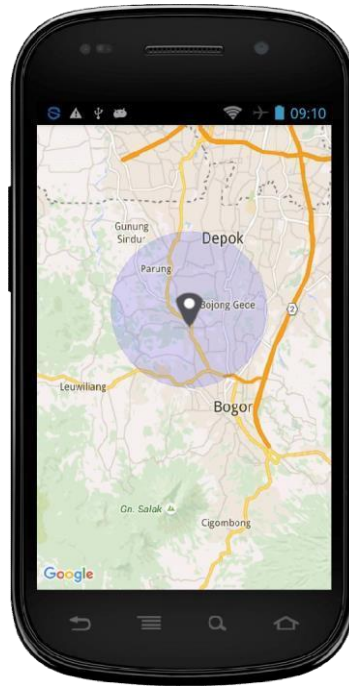 09:10
Gunung
Sindur
Depok
Parung
Bojong Gede
2
Leuwiliang
Bogor
Gn. Salak
Cigombong
Google